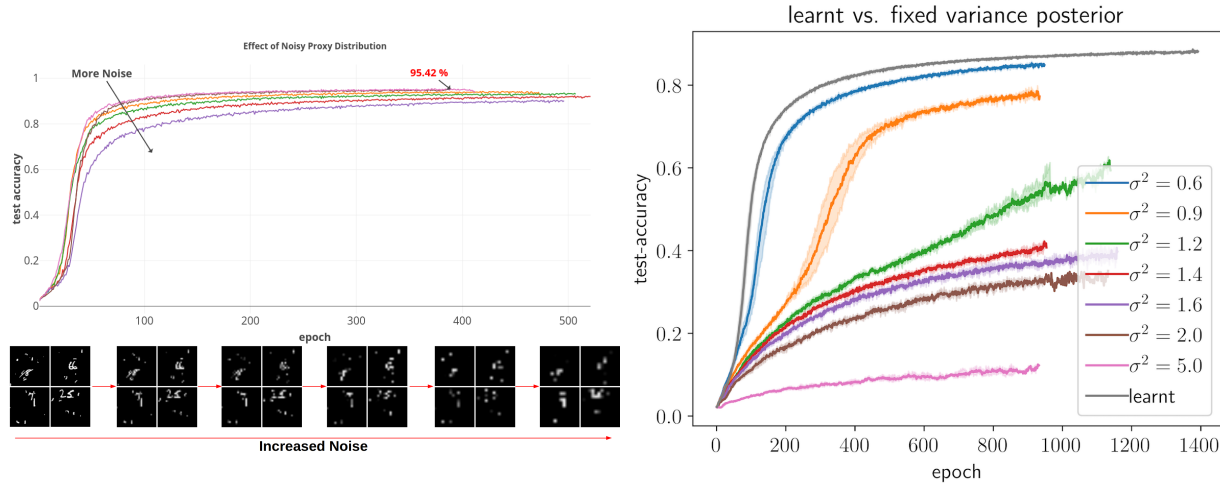 Effect of Noisy Proxy Distribution
More Noise
95.42 %
1
0.8
0.6
0.4
0.2
0
test accuracy
100
200
300
400
500
epoch
Increased Noise
learnt vs. fixed variance posterior
0.8
0.6
0.4
0.2
0.0
test-accuracy
0
200
400
600
800
1000
1200
1400
epoch
σ² = 0.6
σ² = 0.9
σ² = 1.2
σ² = 1.4
σ² = 1.6
σ² = 2.0
σ² = 5.0
learnt